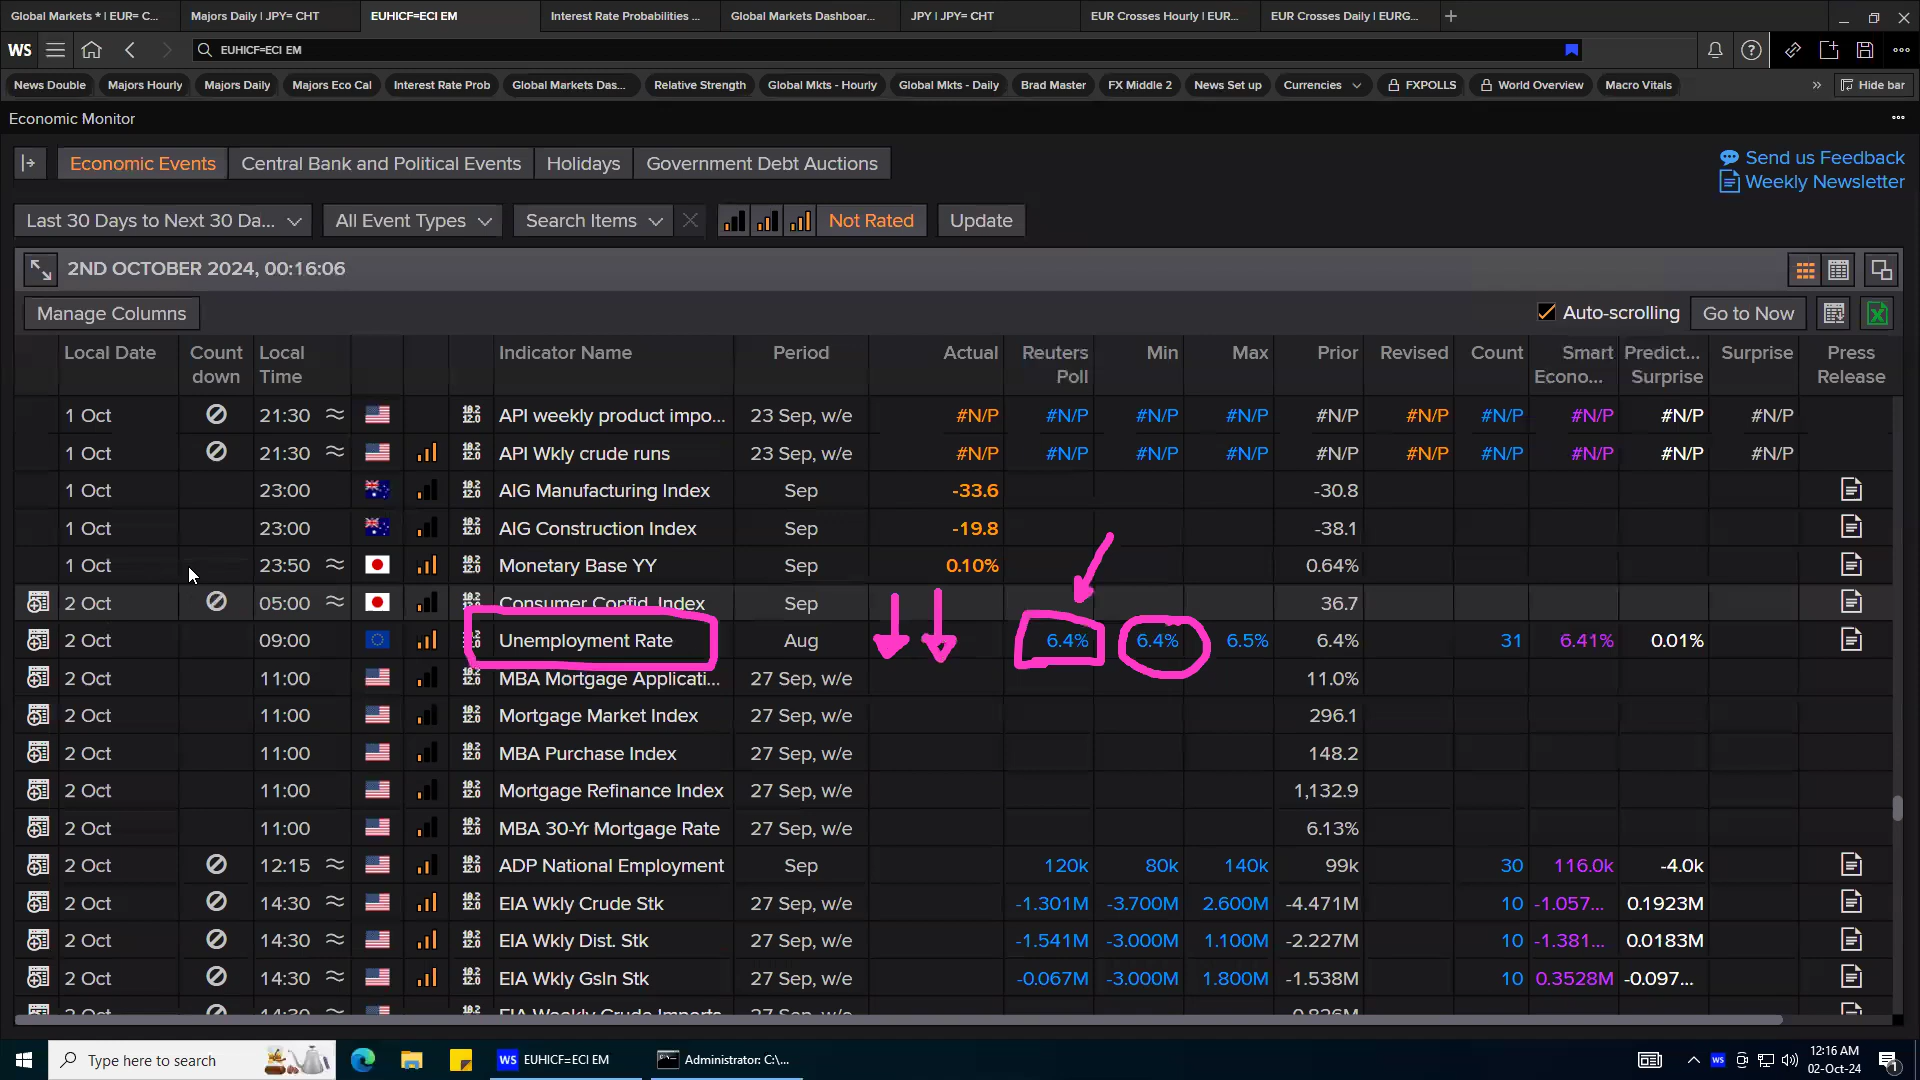 Global Markets * | EUR= C... Majors Daily | JPY= CHT EUHICF=ECI EM Interest Rate Probabilities ... Global Markets Dashboar... JPY | JPY= CHT EUR Crosses Hourly | EUR... EUR Crosses Daily | EURG...
WS EUHICF=ECI EM
News Double Majors Hourly Majors Daily Majors Eco Cal Interest Rate Prob Global Markets Das... Relative Strength Global Mkts - Hourly Global Mkts - Daily Brad Master FX Middle 2 News Set up Currencies FXPOLLS World Overview Macro Vitals » Hide bar
Economic Monitor
Economic Events Central Bank and Political Events Holidays Government Debt Auctions Send us Feedback
Weekly Newsletter
Last 30 Days to Next 30 Da... All Event Types Search Items Not Rated Update
2ND OCTOBER 2024, 00:16:06
Manage Columns Auto-scrolling Go to Now
Local Date Count down Local Time Indicator Name Period Actual Reuters Poll Min Max Prior Revised Count Smart Econo... Predict... Surprise Surprise Press Release
1 Oct 21:30 ≈ API weekly product impo... 23 Sep, w/e #N/P #N/P #N/P #N/P #N/P #N/P #N/P #N/P #N/P #N/P
1 Oct 21:30 ≈ API Wkly crude runs 23 Sep, w/e #N/P #N/P #N/P #N/P #N/P #N/P #N/P #N/P #N/P #N/P
1 Oct 23:00 AIG Manufacturing Index Sep -33.6 -30.8
1 Oct 23:00 AIG Construction Index Sep -19.8 -38.1
1 Oct 23:50 ≈ Monetary Base YY Sep 0.10% 0.64%
2 Oct 05:00 ≈ Consumer Confid. Index Sep 36.7
2 Oct 09:00 Unemployment Rate Aug 6.4% 6.4% 6.5% 6.4% 31 6.41% 0.01%
2 Oct 11:00 MBA Mortgage Applicati... 27 Sep, w/e 11.0%
2 Oct 11:00 Mortgage Market Index 27 Sep, w/e 296.1
2 Oct 11:00 MBA Purchase Index 27 Sep, w/e 148.2
2 Oct 11:00 Mortgage Refinance Index 27 Sep, w/e 1,132.9
2 Oct 11:00 MBA 30-Yr Mortgage Rate 27 Sep, w/e 6.13%
2 Oct 12:15 ≈ ADP National Employment Sep 120k 80k 140k 99k 30 116.0k -4.0k
2 Oct 14:30 ≈ EIA Wkly Crude Stk 27 Sep, w/e -1.301M -3.700M 2.600M -4.471M 10 -1.057... 0.1923M
2 Oct 14:30 ≈ EIA Wkly Dist. Stk 27 Sep, w/e -1.541M -3.000M 1.100M -2.227M 10 -1.381... 0.0183M
2 Oct 14:30 ≈ EIA Wkly Gsln Stk 27 Sep, w/e -0.067M -3.000M 1.800M -1.538M 10 0.3528M -0.097...
Type here to search WS EUHICF=ECI EM Administrator: C:\... 12:16 AM
02-Oct-24